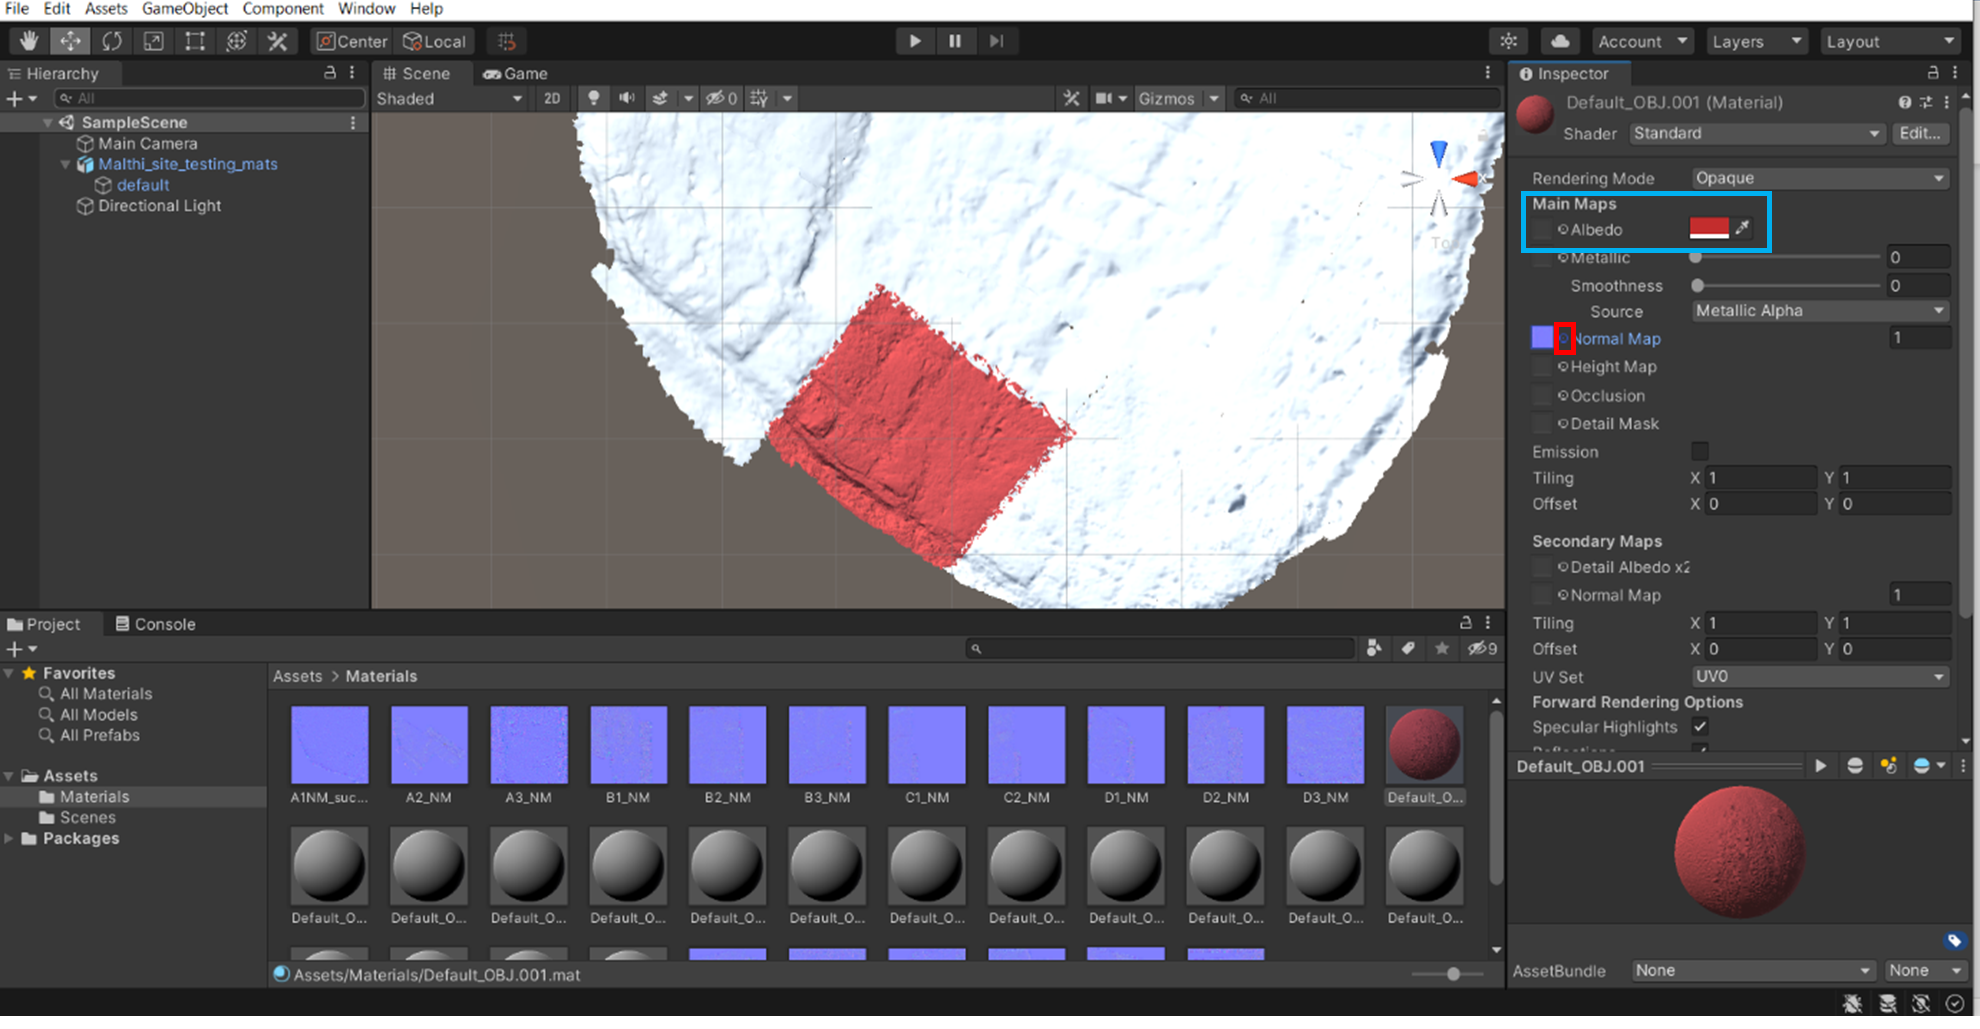 File Edit Assets GameObject Component Window Help
Center Local
Account Layers Layout
Hierarchy
All
SampleScene
Main Camera
Malthi_site_testing_mats
default
Directional Light
Scene Game
Shaded 2D 0 Gizmos All
Inspector
Default_OBJ.001 (Material)
Shader Standard Edit...
Rendering Mode Opaque
Main Maps
Albedo
Metallic 0
Smoothness 0
Source Metallic Alpha
Normal Map 1
Height Map
Occlusion
Detail Mask
Emission
Tiling X 1 Y 1
Offset X 0 Y 0
Secondary Maps
Detail Albedo x2
Normal Map 1
Tiling X 1 Y 1
Offset X 0 Y 0
UV Set UV0
Forward Rendering Options
Specular Highlights
Default_OBJ.001
AssetBundle None None
Project Console
9
Favorites
All Materials
All Models
All Prefabs
Assets
Materials
Scenes
Packages
Assets > Materials
A1NM_suc... A2_NM A3_NM B1_NM B2_NM B3_NM C1_NM C2_NM D1_NM D2_NM D3_NM Default_O...
Default_O... Default_O... Default_O... Default_O... Default_O... Default_O... Default_O... Default_O... Default_O... Default_O... Default_O... Default_O...
Assets/Materials/Default_OBJ.001.mat